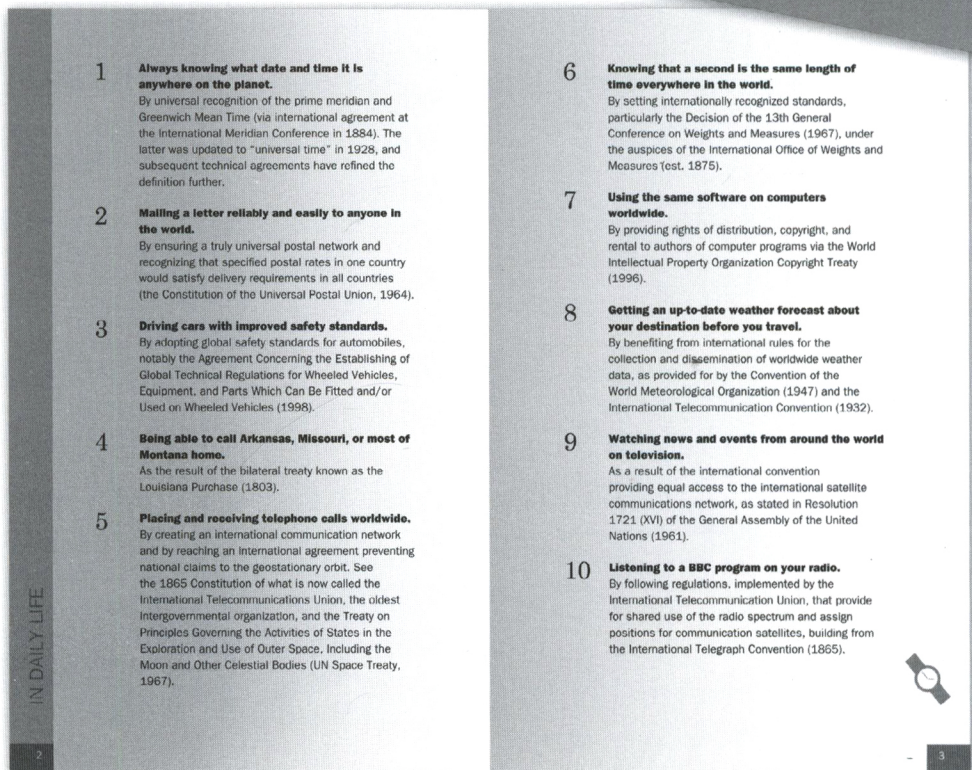 1
Always knowing what date and time it is
anywhere on the planet.
By universal recognition of the prime meridian and
Greenwich Mean Time (via international agreement at
the International Meridian Conference in 1884). The
latter was updated to "universal time" in 1928, and
subsequent technical agreements have refined the
definition further.
2
Mailing a letter reliably and easily to anyone in
the world.
By ensuring a truly universal postal network and
recognizing that specified postal rates in one country
would satisfy delivery requirements in all countries
(the Constitution of the Universal Postal Union, 1964).
3
Driving cars with improved safety standards.
By adopting global safety standards for automobiles,
notably the Agreement Concerning the Establishing of
Global Technical Regulations for Wheeled Vehicles,
Equipment, and Parts Which Can Be Fitted and/or
Used on Wheeled Vehicles (1998).
4
Being able to call Arkansas, Missouri, or most of
Montana home.
As the result of the bilateral treaty known as the
Louisiana Purchase (1803).
5
Placing and receiving telephone calls worldwide.
By creating an international communication network
and by reaching an international agreement preventing
national claims to the geostationary orbit. See
the 1865 Constitution of what is now called the
International Telecommunications Union, the oldest
intergovernmental organization, and the Treaty on
Principles Governing the Activities of States in the
Exploration and Use of Outer Space, Including the
Moon and Other Celestial Bodies (UN Space Treaty,
1967).
IN DAILY LIFE
2
6
Knowing that a second is the same length of
time everywhere in the world.
By setting internationally recognized standards,
particularly the Decision of the 13th General
Conference on Weights and Measures (1967), under
the auspices of the International Office of Weights and
Measures (est. 1875).
7
Using the same software on computers
worldwide.
By providing rights of distribution, copyright, and
rental to authors of computer programs via the World
Intellectual Property Organization Copyright Treaty
(1996).
8
Getting an up-to-date weather forecast about
your destination before you travel.
By benefiting from international rules for the
collection and dissemination of worldwide weather
data, as provided for by the Convention of the
World Meteorological Organization (1947) and the
International Telecommunication Convention (1932).
9
Watching news and events from around the world
on television.
As a result of the international convention
providing equal access to the international satellite
communications network, as stated in Resolution
1721 (XVI) of the General Assembly of the United
Nations (1961).
10
Listening to a BBC program on your radio.
By following regulations, implemented by the
International Telecommunication Union, that provide
for shared use of the radio spectrum and assign
positions for communication satellites, building from
the International Telegraph Convention (1865).
3